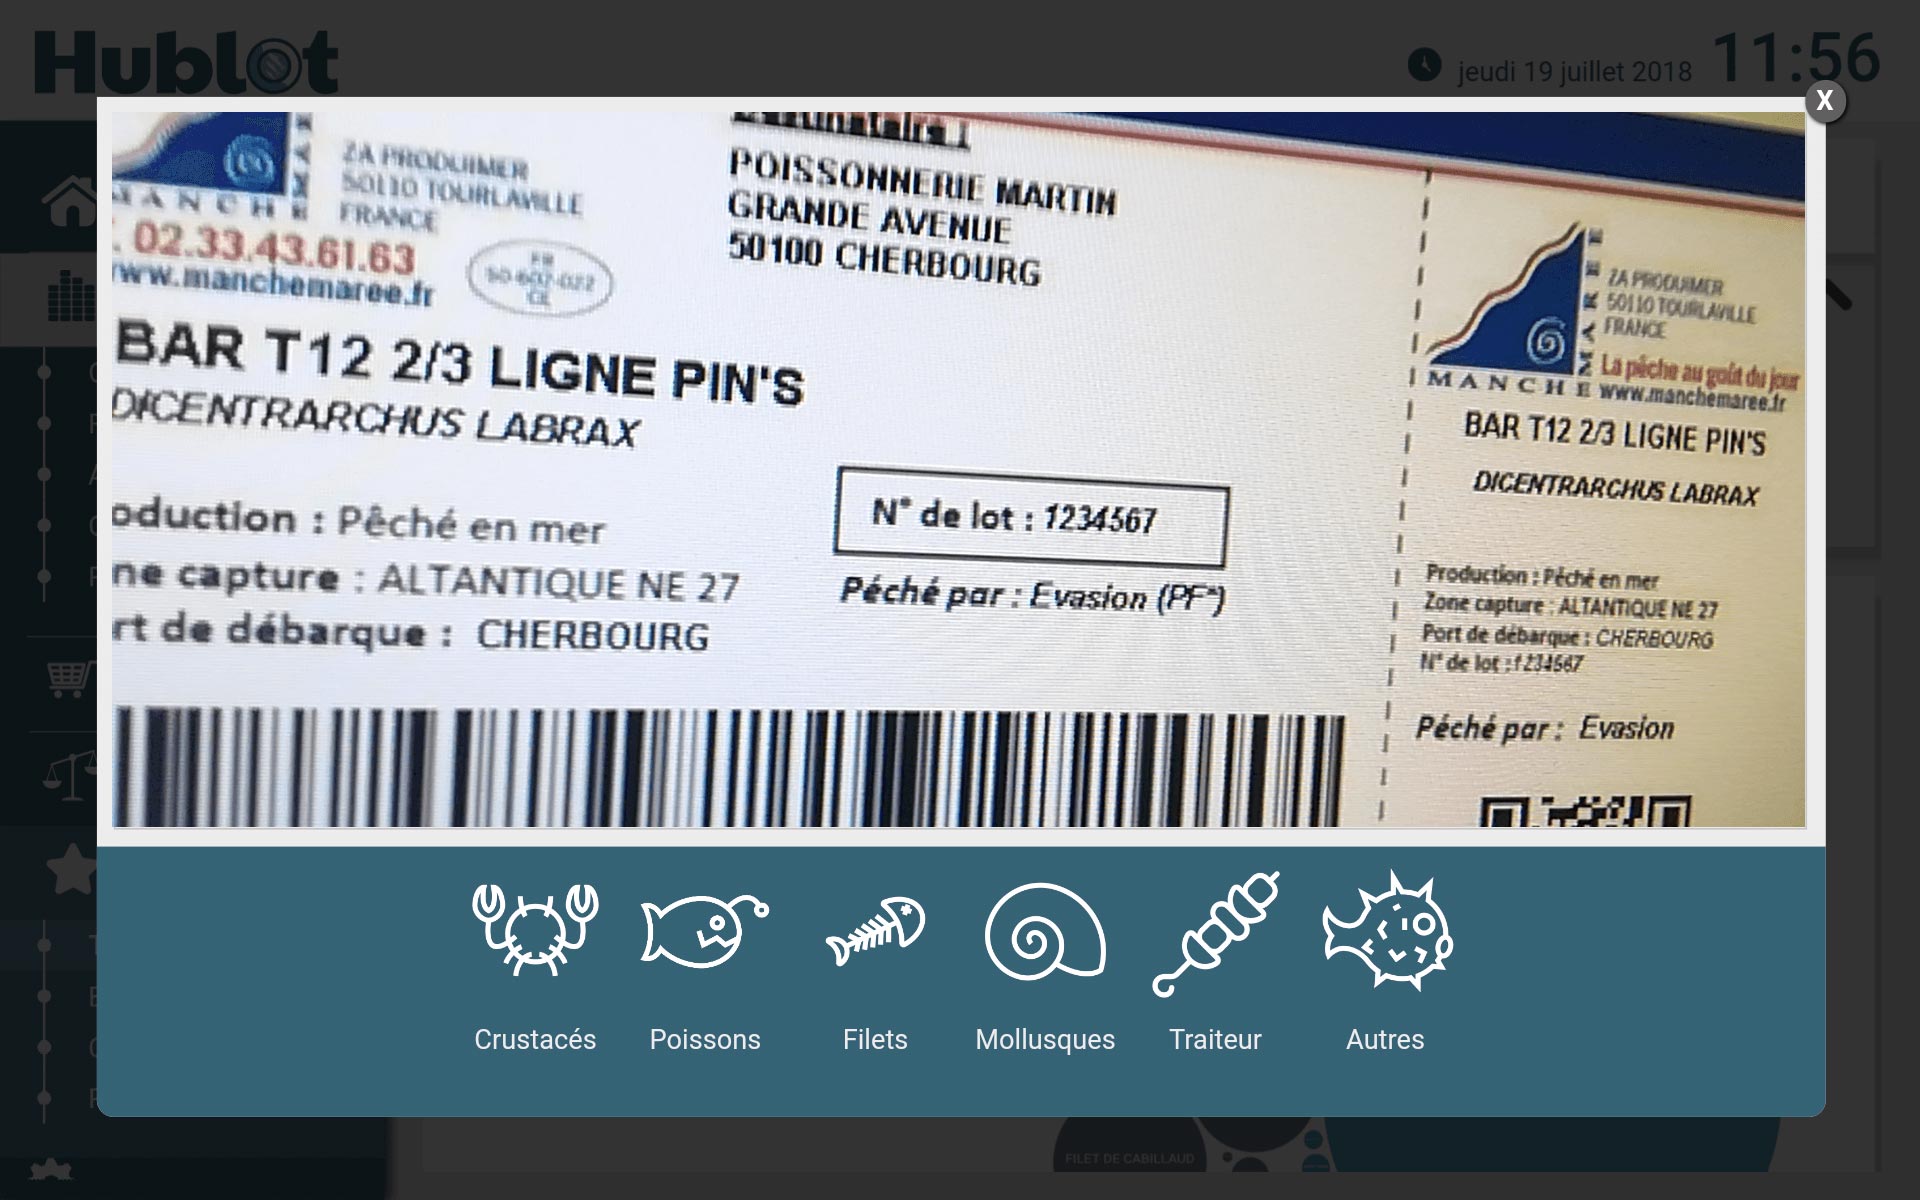 Hublot
jeudi 19 juillet 2018 11:56
X
MANCHE
ZA PRODUIMER
50110 TOURLAVILLE
FRANCE
. 02.33.43.61.63
www.manchemaree.fr
FR
50-602-022
CE
Destinataire :
POISSONNERIE MARTIN
GRANDE AVENUE
50100 CHERBOURG
BAR T12 2/3 LIGNE PIN'S
DICENTRARCHUS LABRAX
oduction : Pêché en mer
ne capture : ALTANTIQUE NE 27
rt de débarque : CHERBOURG
N° de lot : 1234567
Péché par : Evasion (PF*)
MANCHE
MAREE
ZA PRODUIMER
50110 TOURLAVILLE
FRANCE
La pêche au goût du jour
www.manchemaree.fr
BAR T12 2/3 LIGNE PIN'S
DICENTRARCHUS LABRAX
Production : Pêché en mer
Zone capture : ALTANTIQUE NE 27
Port de débarque : CHERBOURG
N° de lot :1234567
Péché par : Evasion
Crustacés
Poissons
Filets
Mollusques
Traiteur
Autres
FILET DE CABILLAUD